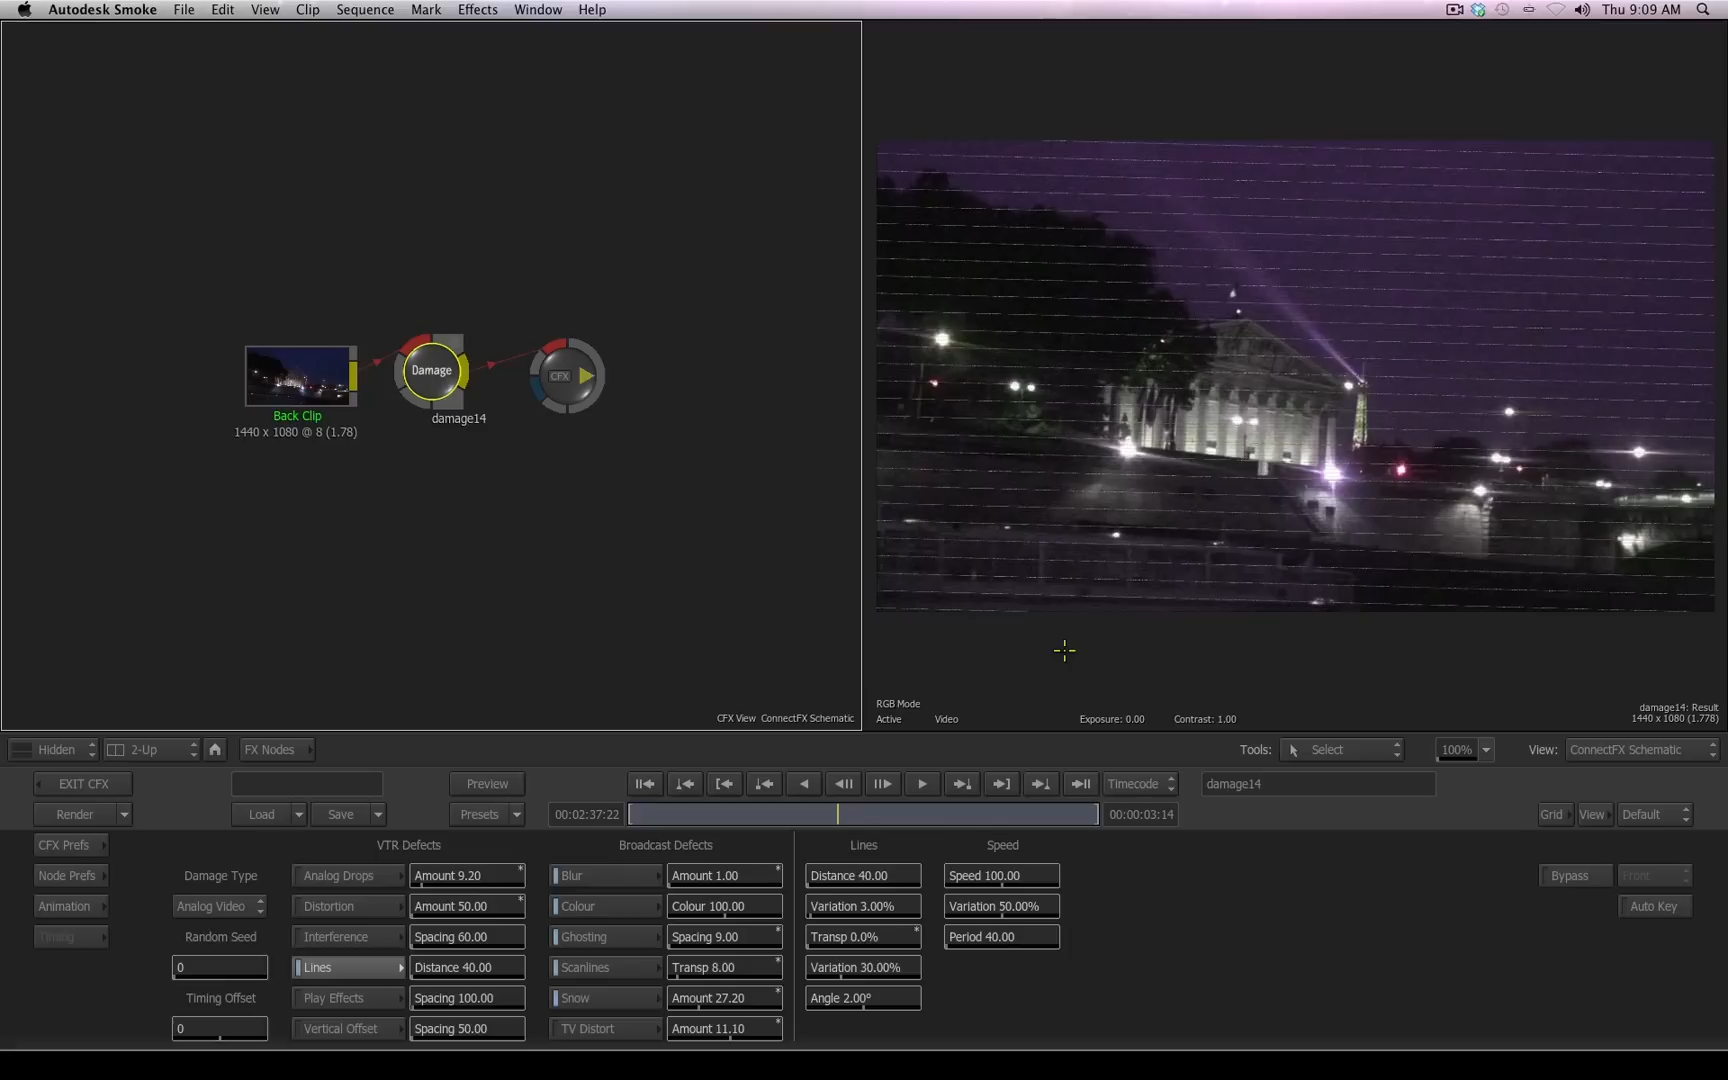 Autodesk Smoke File Edit View Clip Sequence Mark Effects Window Help Thu 9:09 AM
Damage
CFX
Back Clip
damage14
1440 x 1080 @ 8 (1.78)
RGB Mode
damage14: Result
CFX View ConnectFX Schematic
Active Video Exposure: 0.00 Contrast: 1.00 1440 x 1080 (1.778)
Hidden 2-Up FX Nodes Tools: Select 100% View: ConnectFX Schematic
EXIT CFX Preview Timecode damage14
Render Load Save Presets 00:02:37:22 00:00:03:14 Grid View Default
CFX Prefs VTR Defects Broadcast Defects Lines Speed
Node Prefs Damage Type Analog Drops Amount 9.20 Blur Amount 1.00 Distance 40.00 Speed 100.00 Bypass Front
Animation Analog Video Distortion Amount 50.00 Colour Colour 100.00 Variation 3.00% Variation 50.00% Auto Key
Timing Random Seed Interference Spacing 60.00 Ghosting Spacing 9.00 Transp 0.0% Period 40.00
0 Lines Distance 40.00 Scanlines Transp 8.00 Variation 30.00%
Timing Offset Play Effects Spacing 100.00 Snow Amount 27.20 Angle 2.00°
0 Vertical Offset Spacing 50.00 TV Distort Amount 11.10